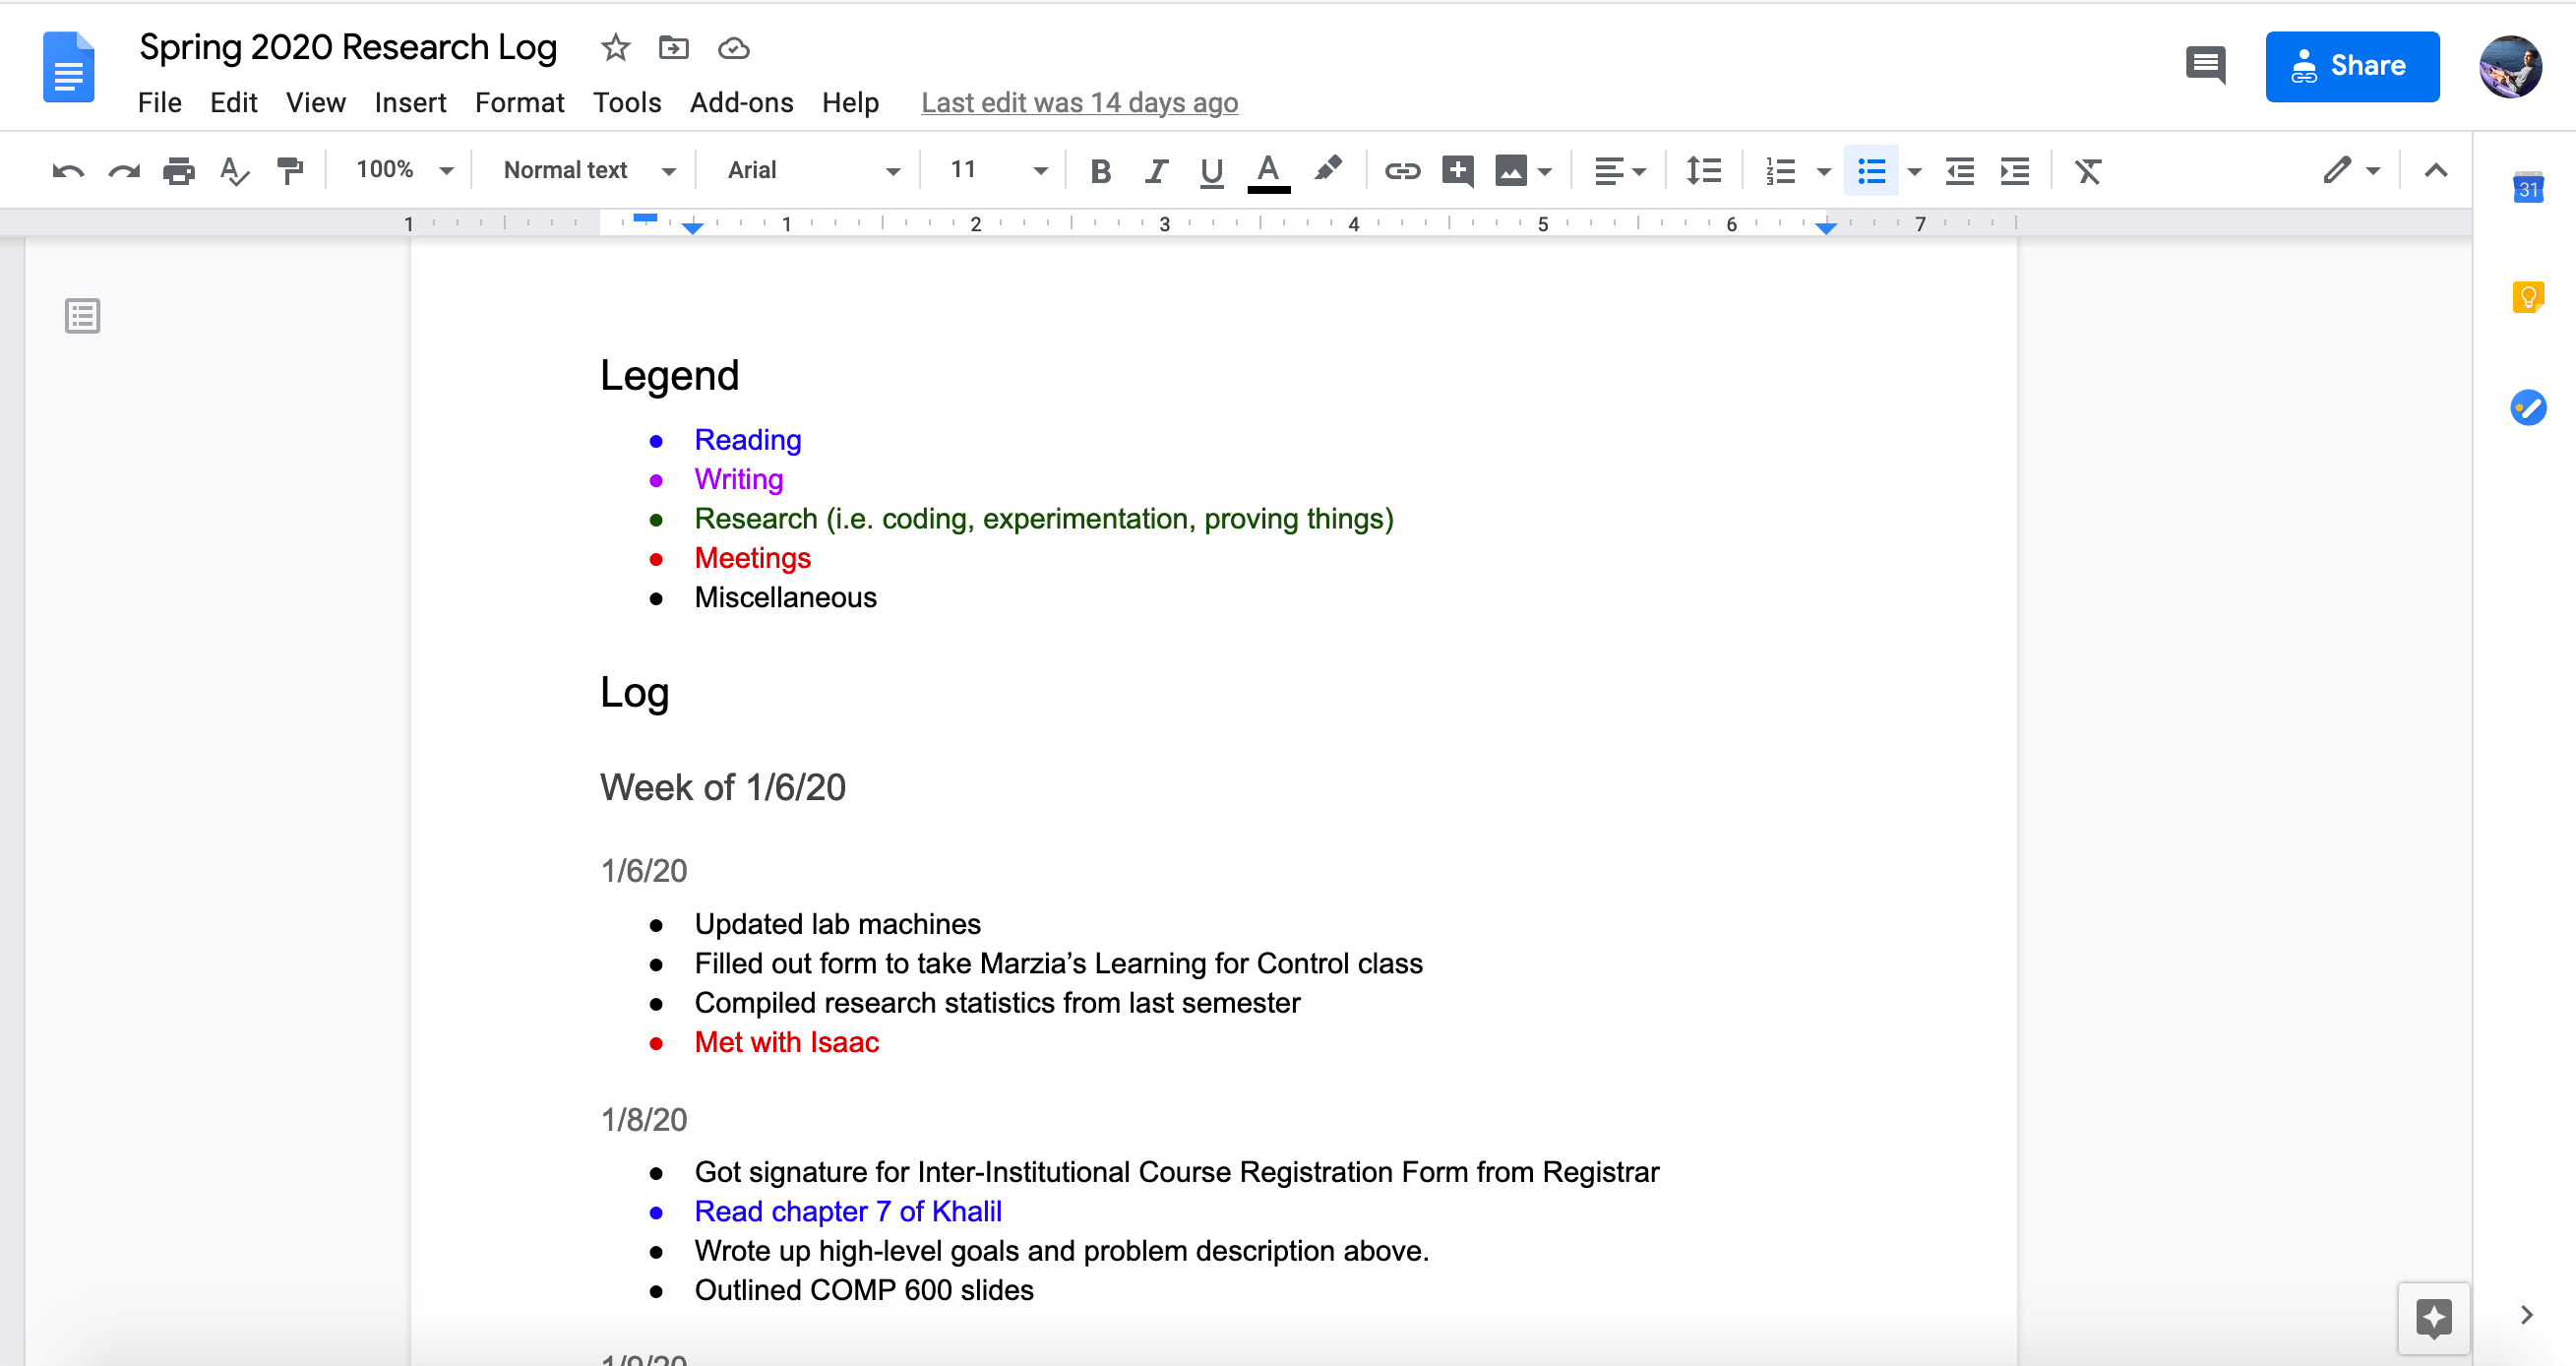 Spring 2020 Research Log
File Edit View Insert Format Tools Add-ons Help Last edit was 14 days ago
Share
100% Normal text Arial 11 B I U A
31
1 1 2 3 4 5 6 7
Legend
● Reading
● Writing
● Research (i.e. coding, experimentation, proving things)
● Meetings
● Miscellaneous
Log
Week of 1/6/20
1/6/20
● Updated lab machines
● Filled out form to take Marzia’s Learning for Control class
● Compiled research statistics from last semester
● Met with Isaac
1/8/20
● Got signature for Inter-Institutional Course Registration Form from Registrar
● Read chapter 7 of Khalil
● Wrote up high-level goals and problem description above.
● Outlined COMP 600 slides
1/9/20